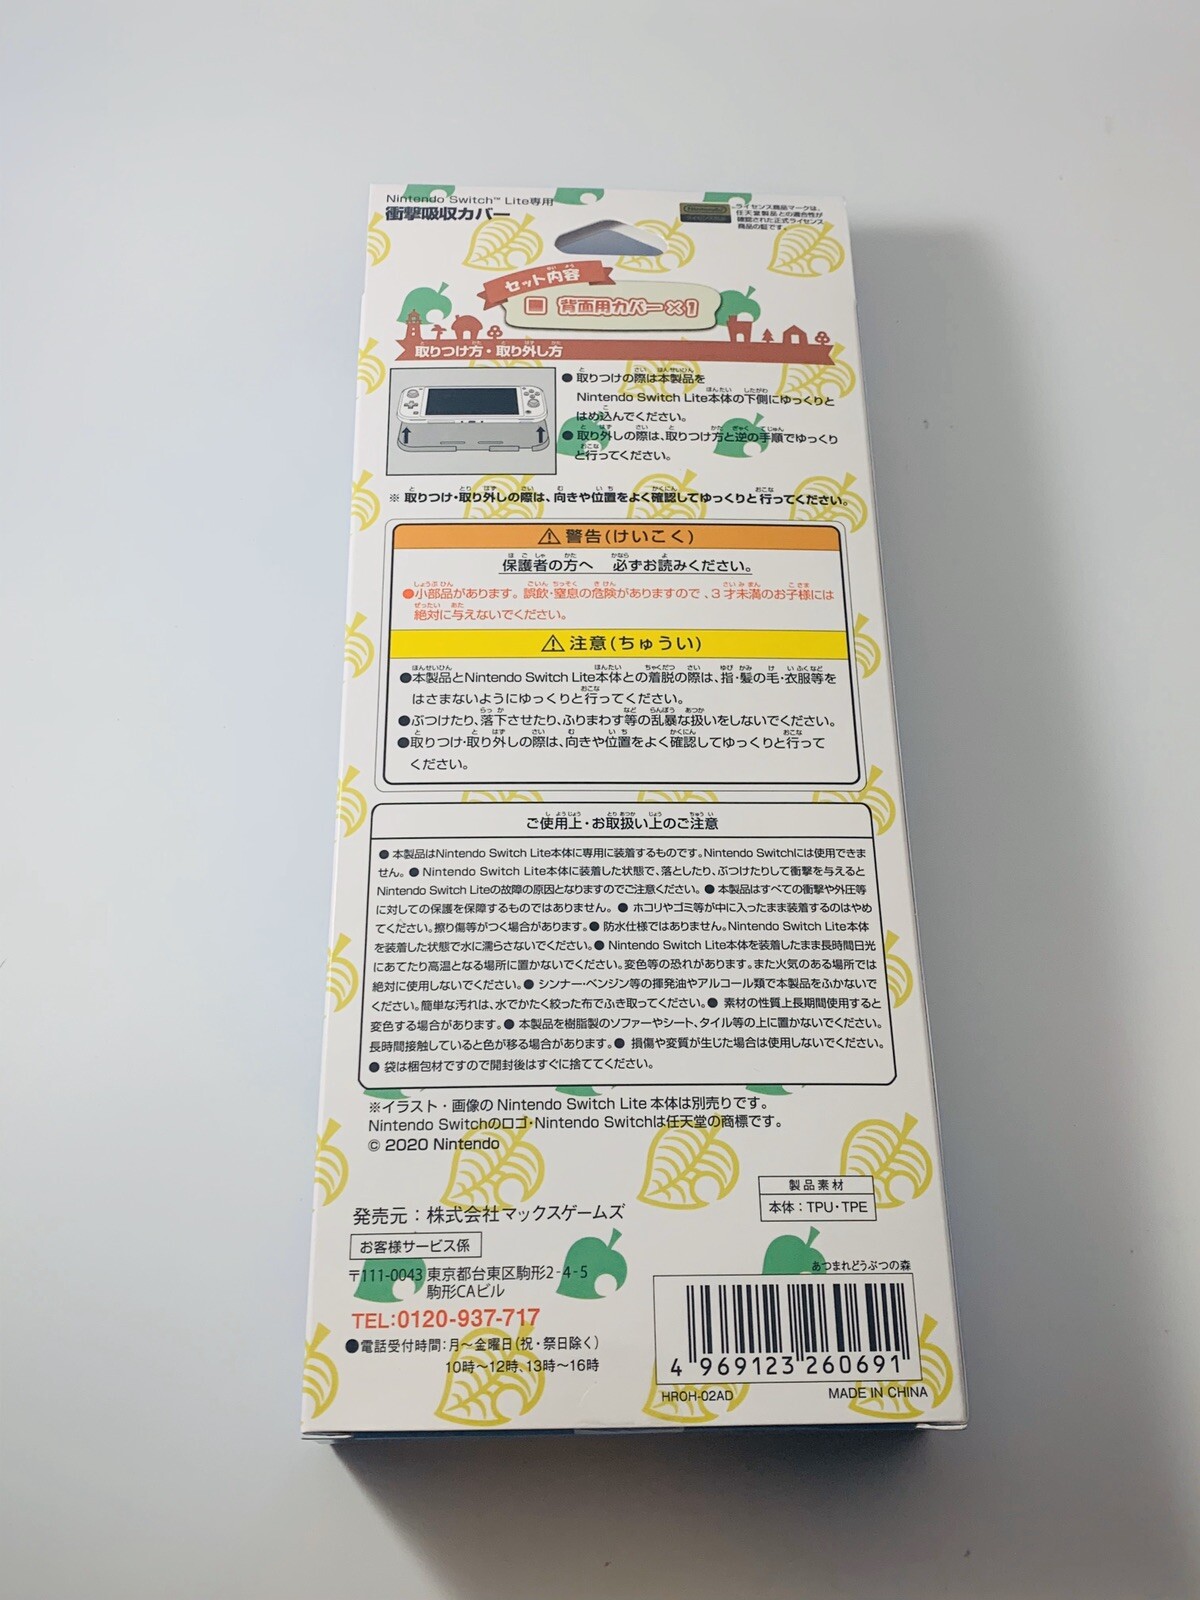 Nintendo Switch™ Lite専用
衝撃吸収カバー
ライセンス商品マークは、
任天堂製品との適合性が
確認された正式ライセンス
商品の証です。
セット内容
背面用カバー×1
取りつけ方・取り外し方
●取りつけの際は本製品を
Nintendo Switch Lite本体の下側にゆっくりと
はめ込んでください。
●取り外しの際は、取りつけ方と逆の手順でゆっくり
と行ってください。
※ 取りつけ・取り外しの際は、向きや位置をよく確認してゆっくりと行ってください。
⚠警告(けいこく)
保護者の方へ 必ずお読みください。
●小部品があります。誤飲・窒息の危険がありますので、3才未満のお子様には
絶対に与えないでください。
⚠注意(ちゅうい)
●本製品とNintendo Switch Lite本体との着脱の際は、指・髪の毛・衣服等を
はさまないようにゆっくりと行ってください。
●ぶつけたり、落下させたり、ふりまわす等の乱暴な扱いをしないでください。
●取りつけ・取り外しの際は、向きや位置をよく確認してゆっくりと行って
ください。
ご使用上・お取扱い上のご注意
●本製品はNintendo Switch Lite本体に専用に装着するものです。Nintendo Switchには使用できま
せん。●Nintendo Switch Lite本体に装着した状態で、落としたり、ぶつけたりして衝撃を与えると
Nintendo Switch Liteの故障の原因となりますのでご注意ください。●本製品はすべての衝撃や外圧等
に対しての保護を保障するものではありません。●ホコリやゴミ等が中に入ったまま装着するのはやめ
てください。擦り傷等がつく場合があります。●防水仕様ではありません。Nintendo Switch Lite本体
を装着した状態で水に濡らさないでください。●Nintendo Switch Lite本体を装着したまま長時間日光
にあてたり高温となる場所に置かないでください。変色等の恐れがあります。また火気のある場所では
絶対に使用しないでください。●シンナー・ベンジン等の揮発油やアルコール類で本製品をふかないで
ください。簡単な汚れは、水でかたく絞った布でふき取ってください。●素材の性質上長期間使用すると
変色する場合があります。●本製品を樹脂製のソファーやシート、タイル等の上に置かないでください。
長時間接触していると色が移る場合があります。●損傷や変質が生じた場合は使用しないでください。
●袋は梱包材ですので開封後はすぐに捨ててください。
※イラスト・画像のNintendo Switch Lite本体は別売りです。
Nintendo Switchのロゴ・Nintendo Switchは任天堂の商標です。
© 2020 Nintendo
製品素材
本体：TPU・TPE
発売元：株式会社マックスゲームズ
お客様サービス係
〒111-0043 東京都台東区駒形2-4-5
駒形CAビル
TEL:0120-937-717
●電話受付時間：月〜金曜日(祝・祭日除く)
10時〜12時、13時〜16時
あつまれどうぶつの森
4 969123 260691
HROH-02AD
MADE IN CHINA